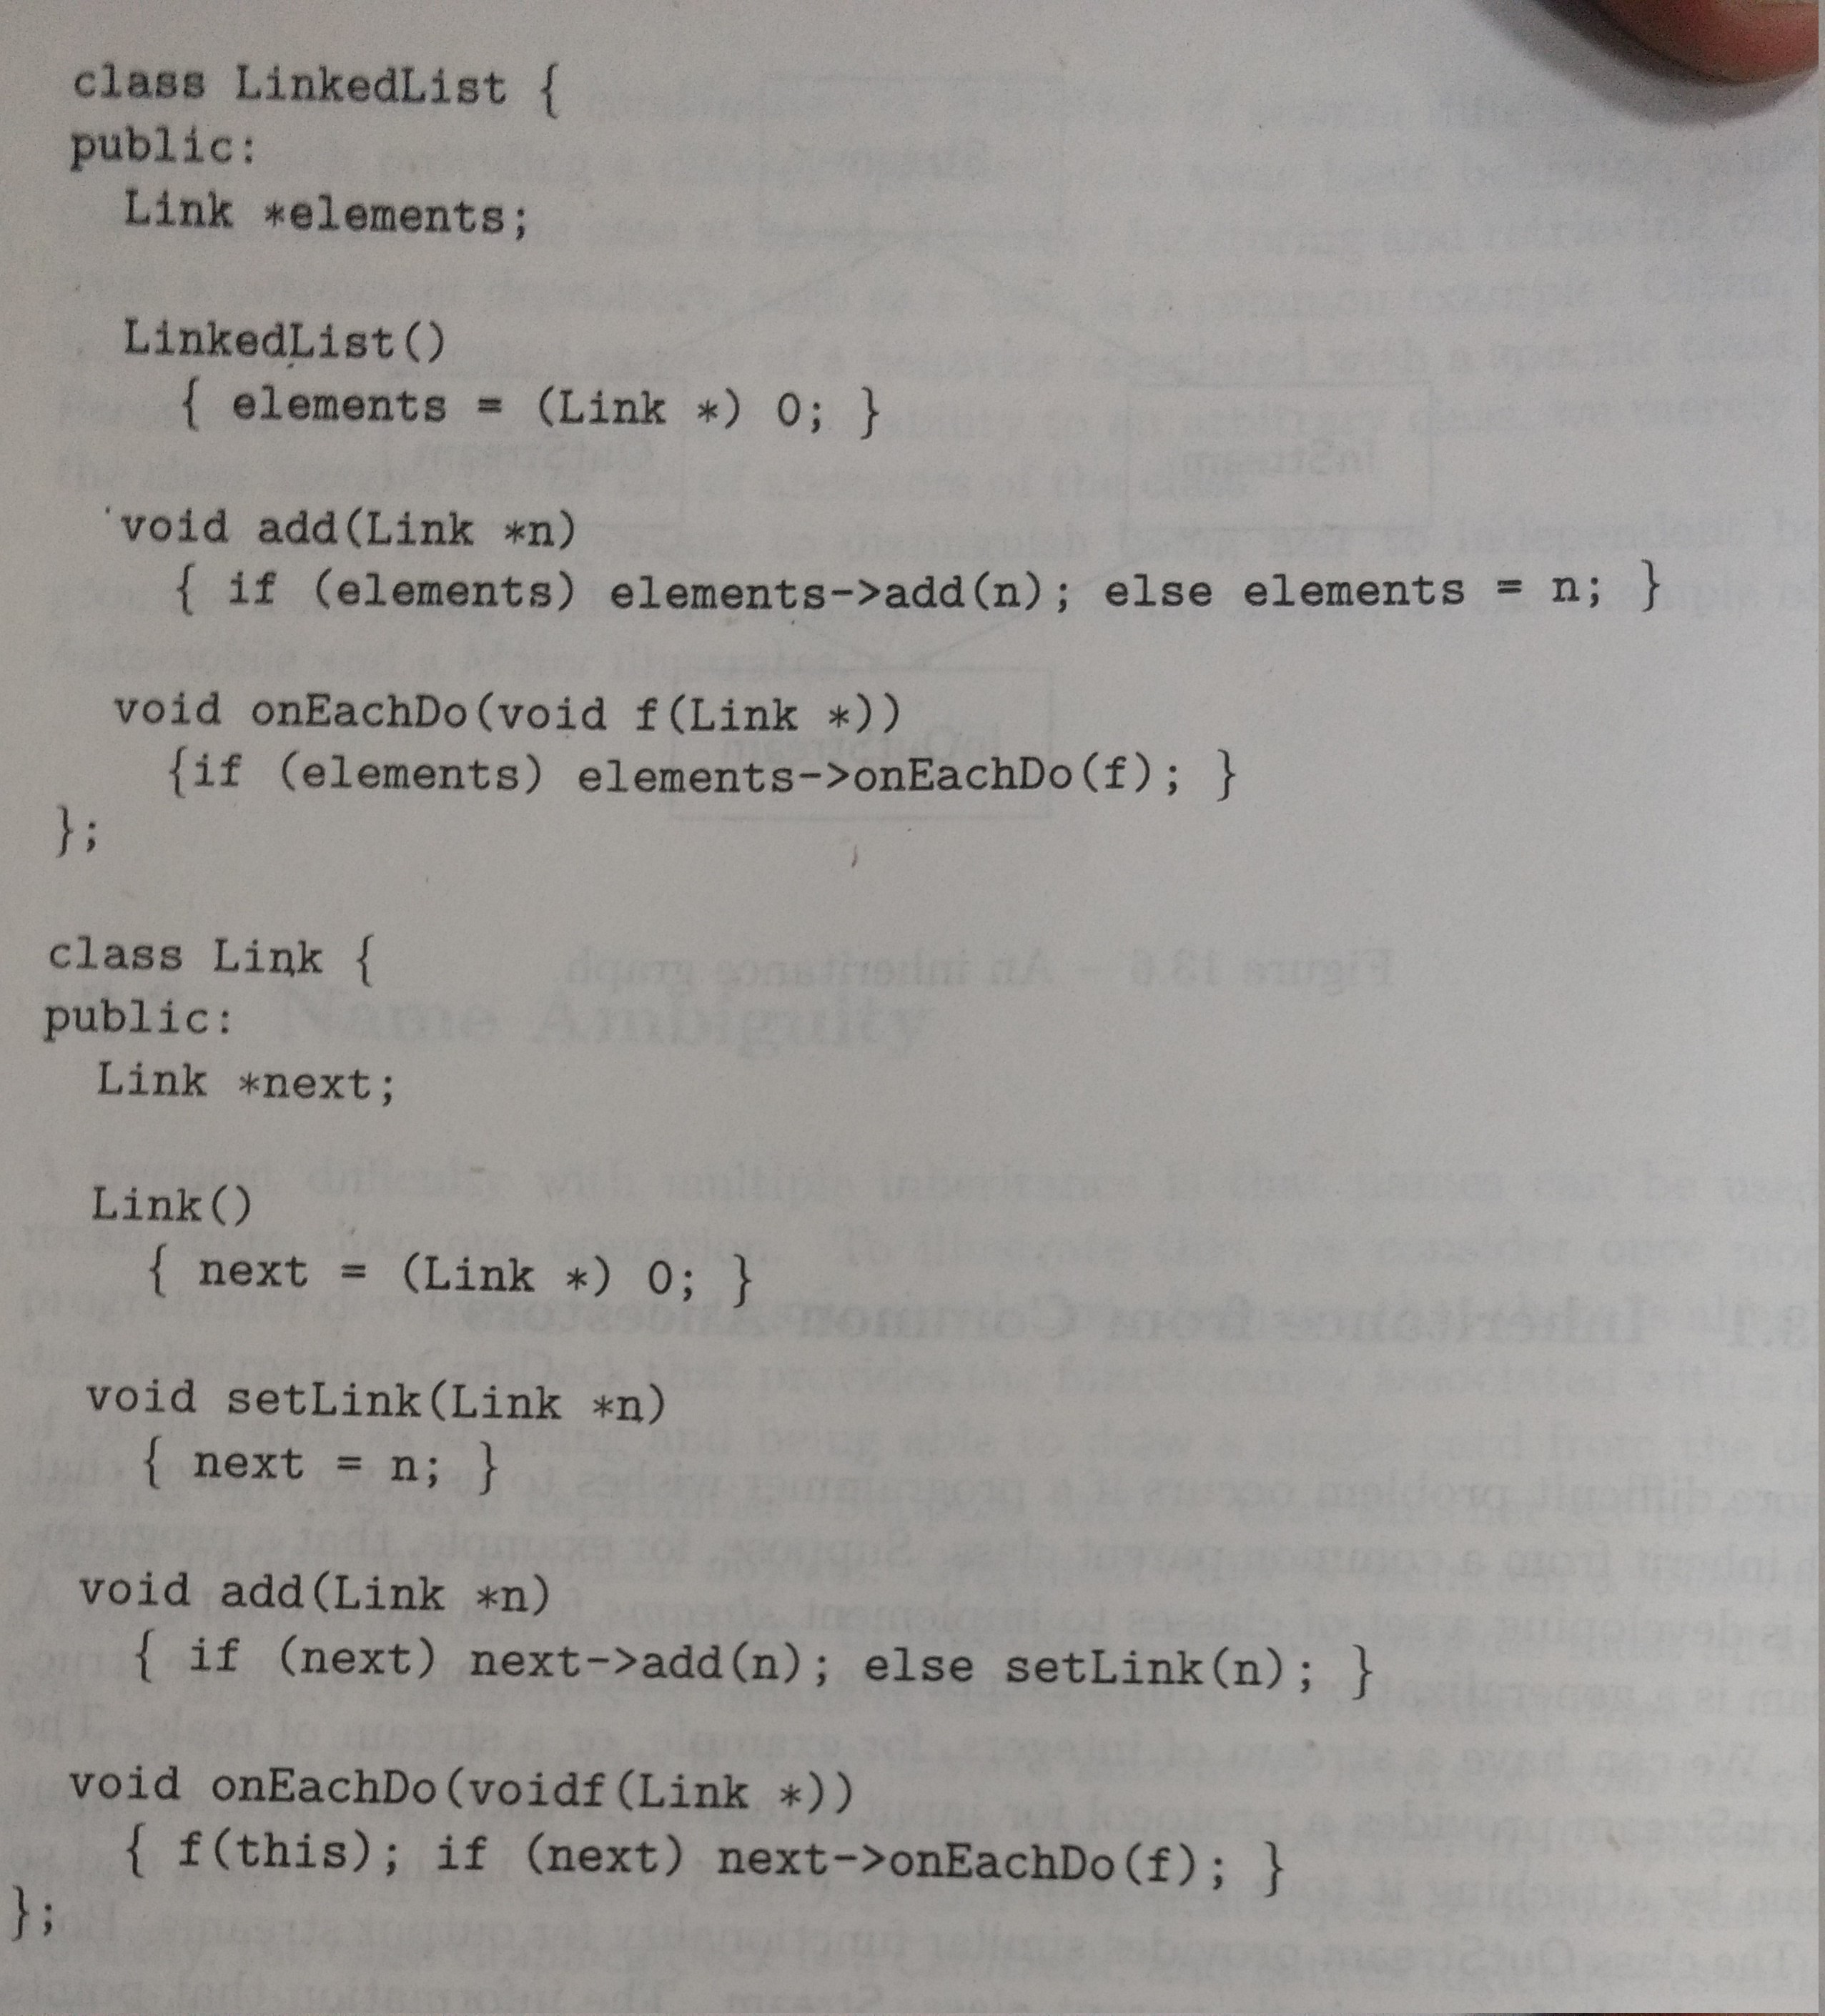 class LinkedList {
public:
Link *elements;
LinkedList()
{ elements = (Link *) 0; }
void add(Link *n)
{ if (elements) elements->add(n); else elements = n; }
void onEachDo(void f(Link *))
{if (elements) elements->onEachDo(f); }
};
class Link {
public:
Link *next;
Link()
{ next = (Link *) 0; }
void setLink(Link *n)
{ next = n; }
void add(Link *n)
{ if (next) next->add(n); else setLink(n); }
void onEachDo(voidf(Link *))
{ f(this); if (next) next->onEachDo(f); }
};